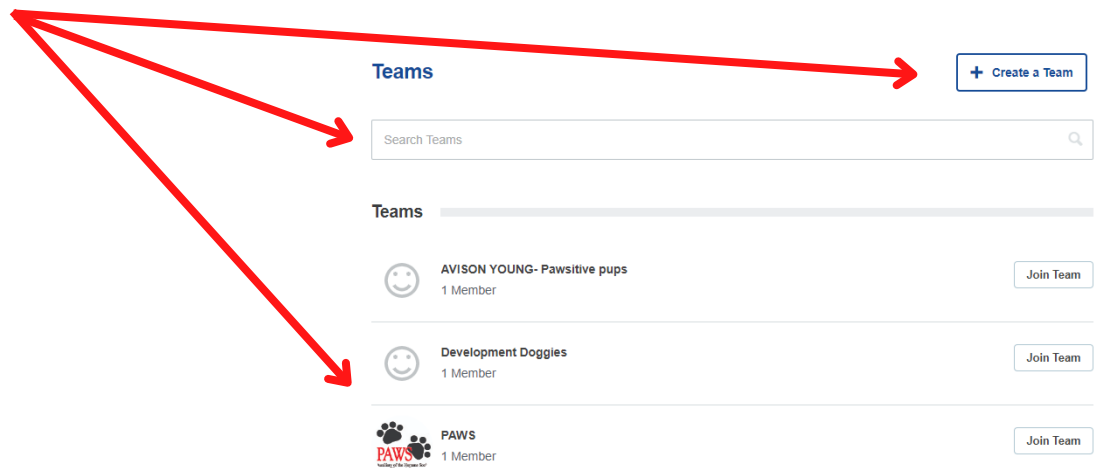 Teams
+ Create a Team
Search Teams
Teams
AVISON YOUNG- Pawsitive pups
1 Member
Join Team
Development Doggies
1 Member
Join Team
PAWS
PAWS
1 Member
Join Team